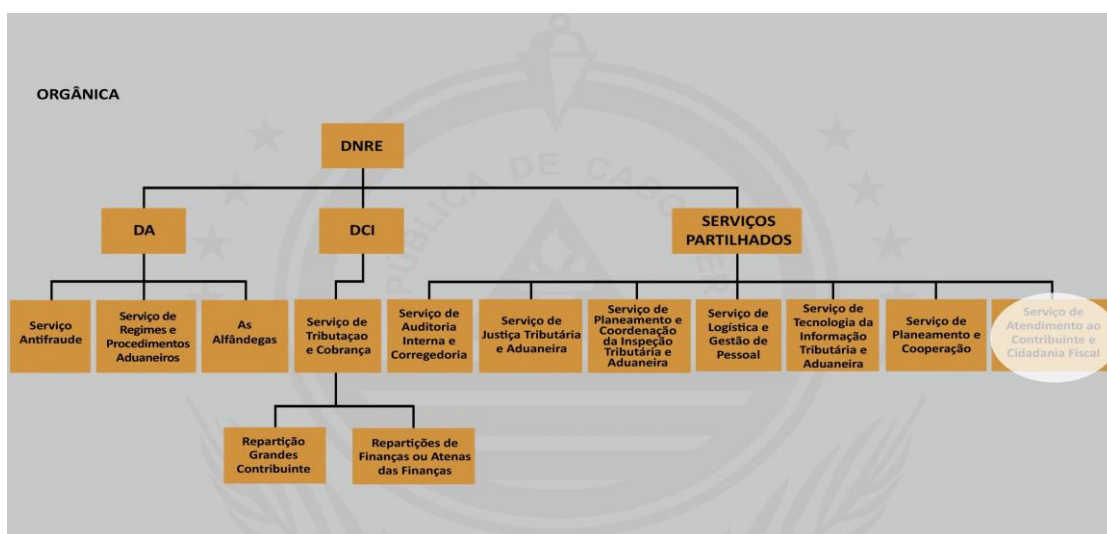 ORGÂNICA
DNRE
DA
DCI
SERVIÇOS
PARTILHADOS
Serviço
Antifraude
Serviço de
Regimes e
Procedimentos
Aduaneiros
As
Alfândegas
Serviço de
Tributaçao
e Cobrança
Serviço de
Auditoria
Interna e
Corregedoria
Serviço de
Justiça Tributária
e Aduaneira
Serviço de
Planeamento e
Coordenação
da Inspeção
Tributária e
Aduaneira
Serviço de
Logística e
Gestão de
Pessoal
Serviço de
Tecnologia da
Informação
Tributária e
Aduaneira
Serviço de
Planeamento e
Cooperação
Serviço de
Atendimento ao
Contribuinte e
Cidadania Fiscal
Repartição
Grandes
Contribuinte
Repartições de
Finanças ou Atenas
das Finanças